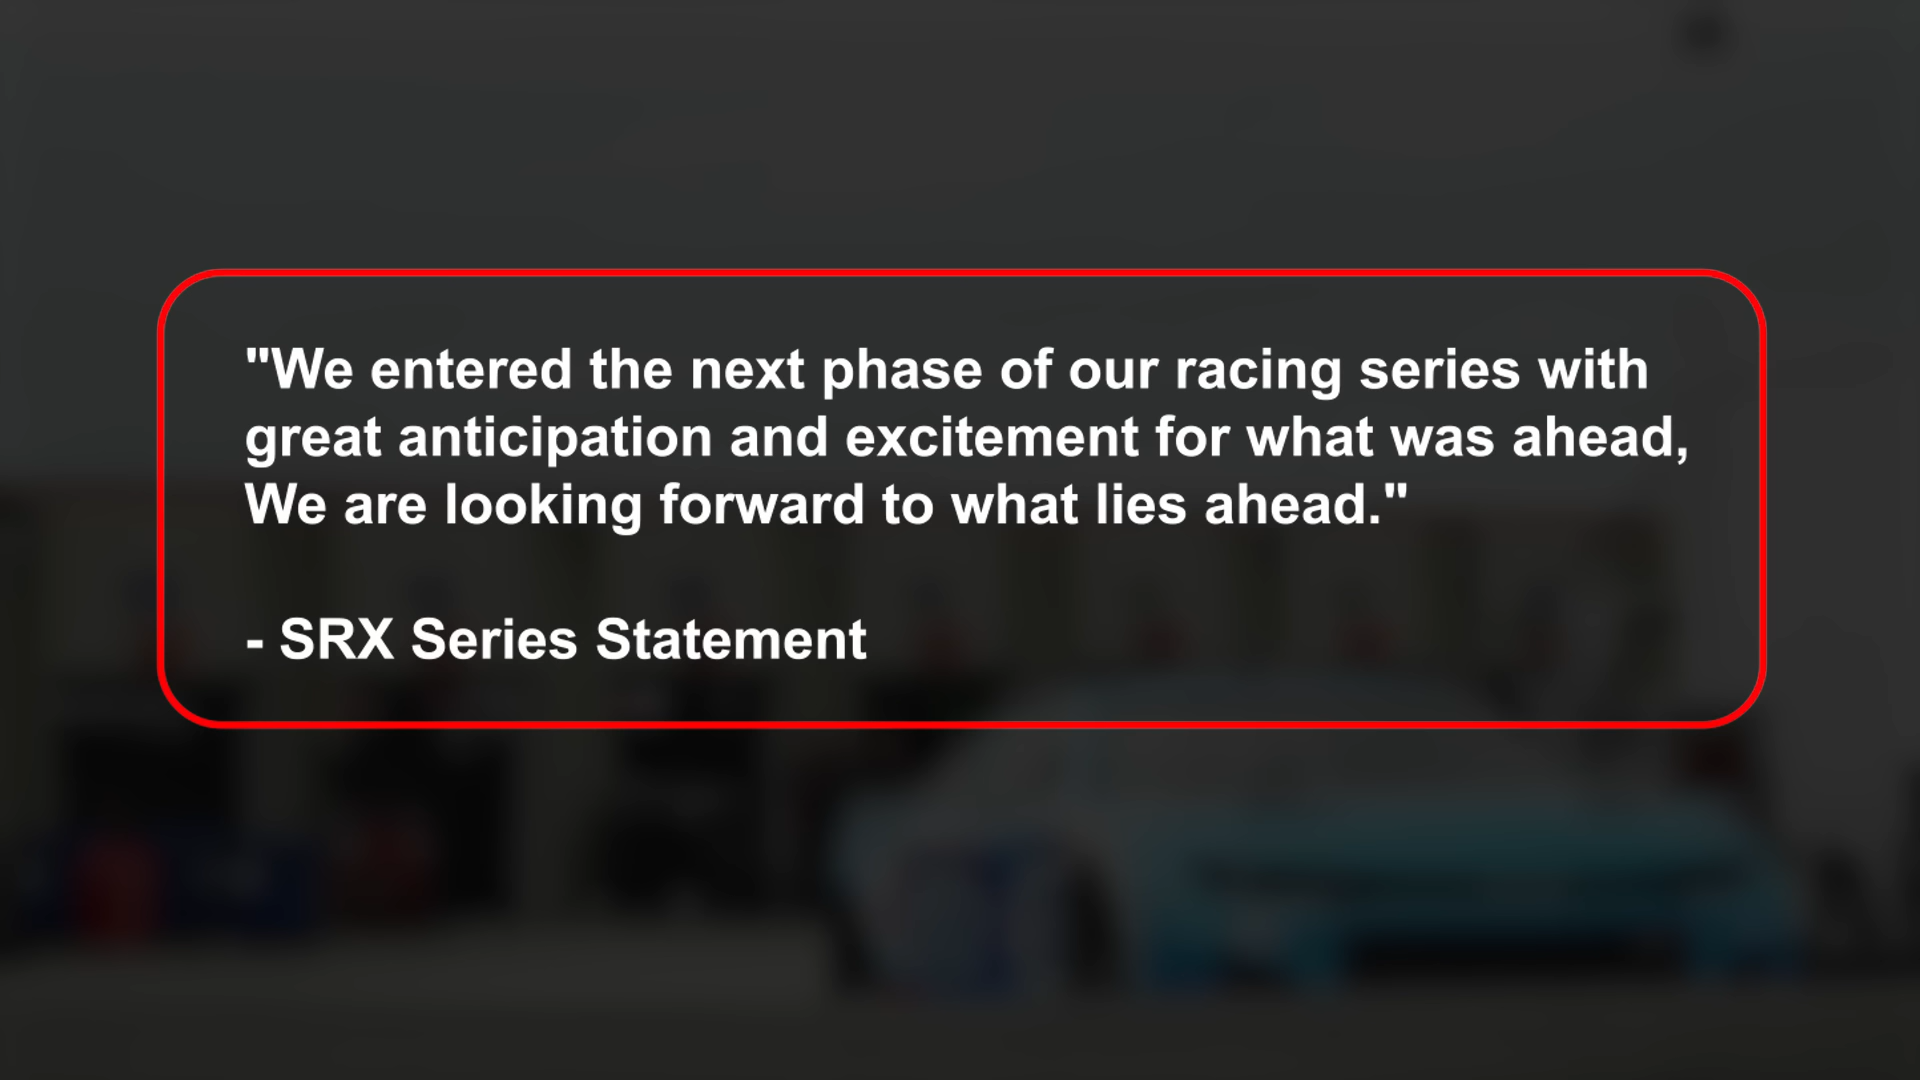 "We entered the next phase of our racing series with
great anticipation and excitement for what was ahead,
We are looking forward to what lies ahead."
- SRX Series Statement